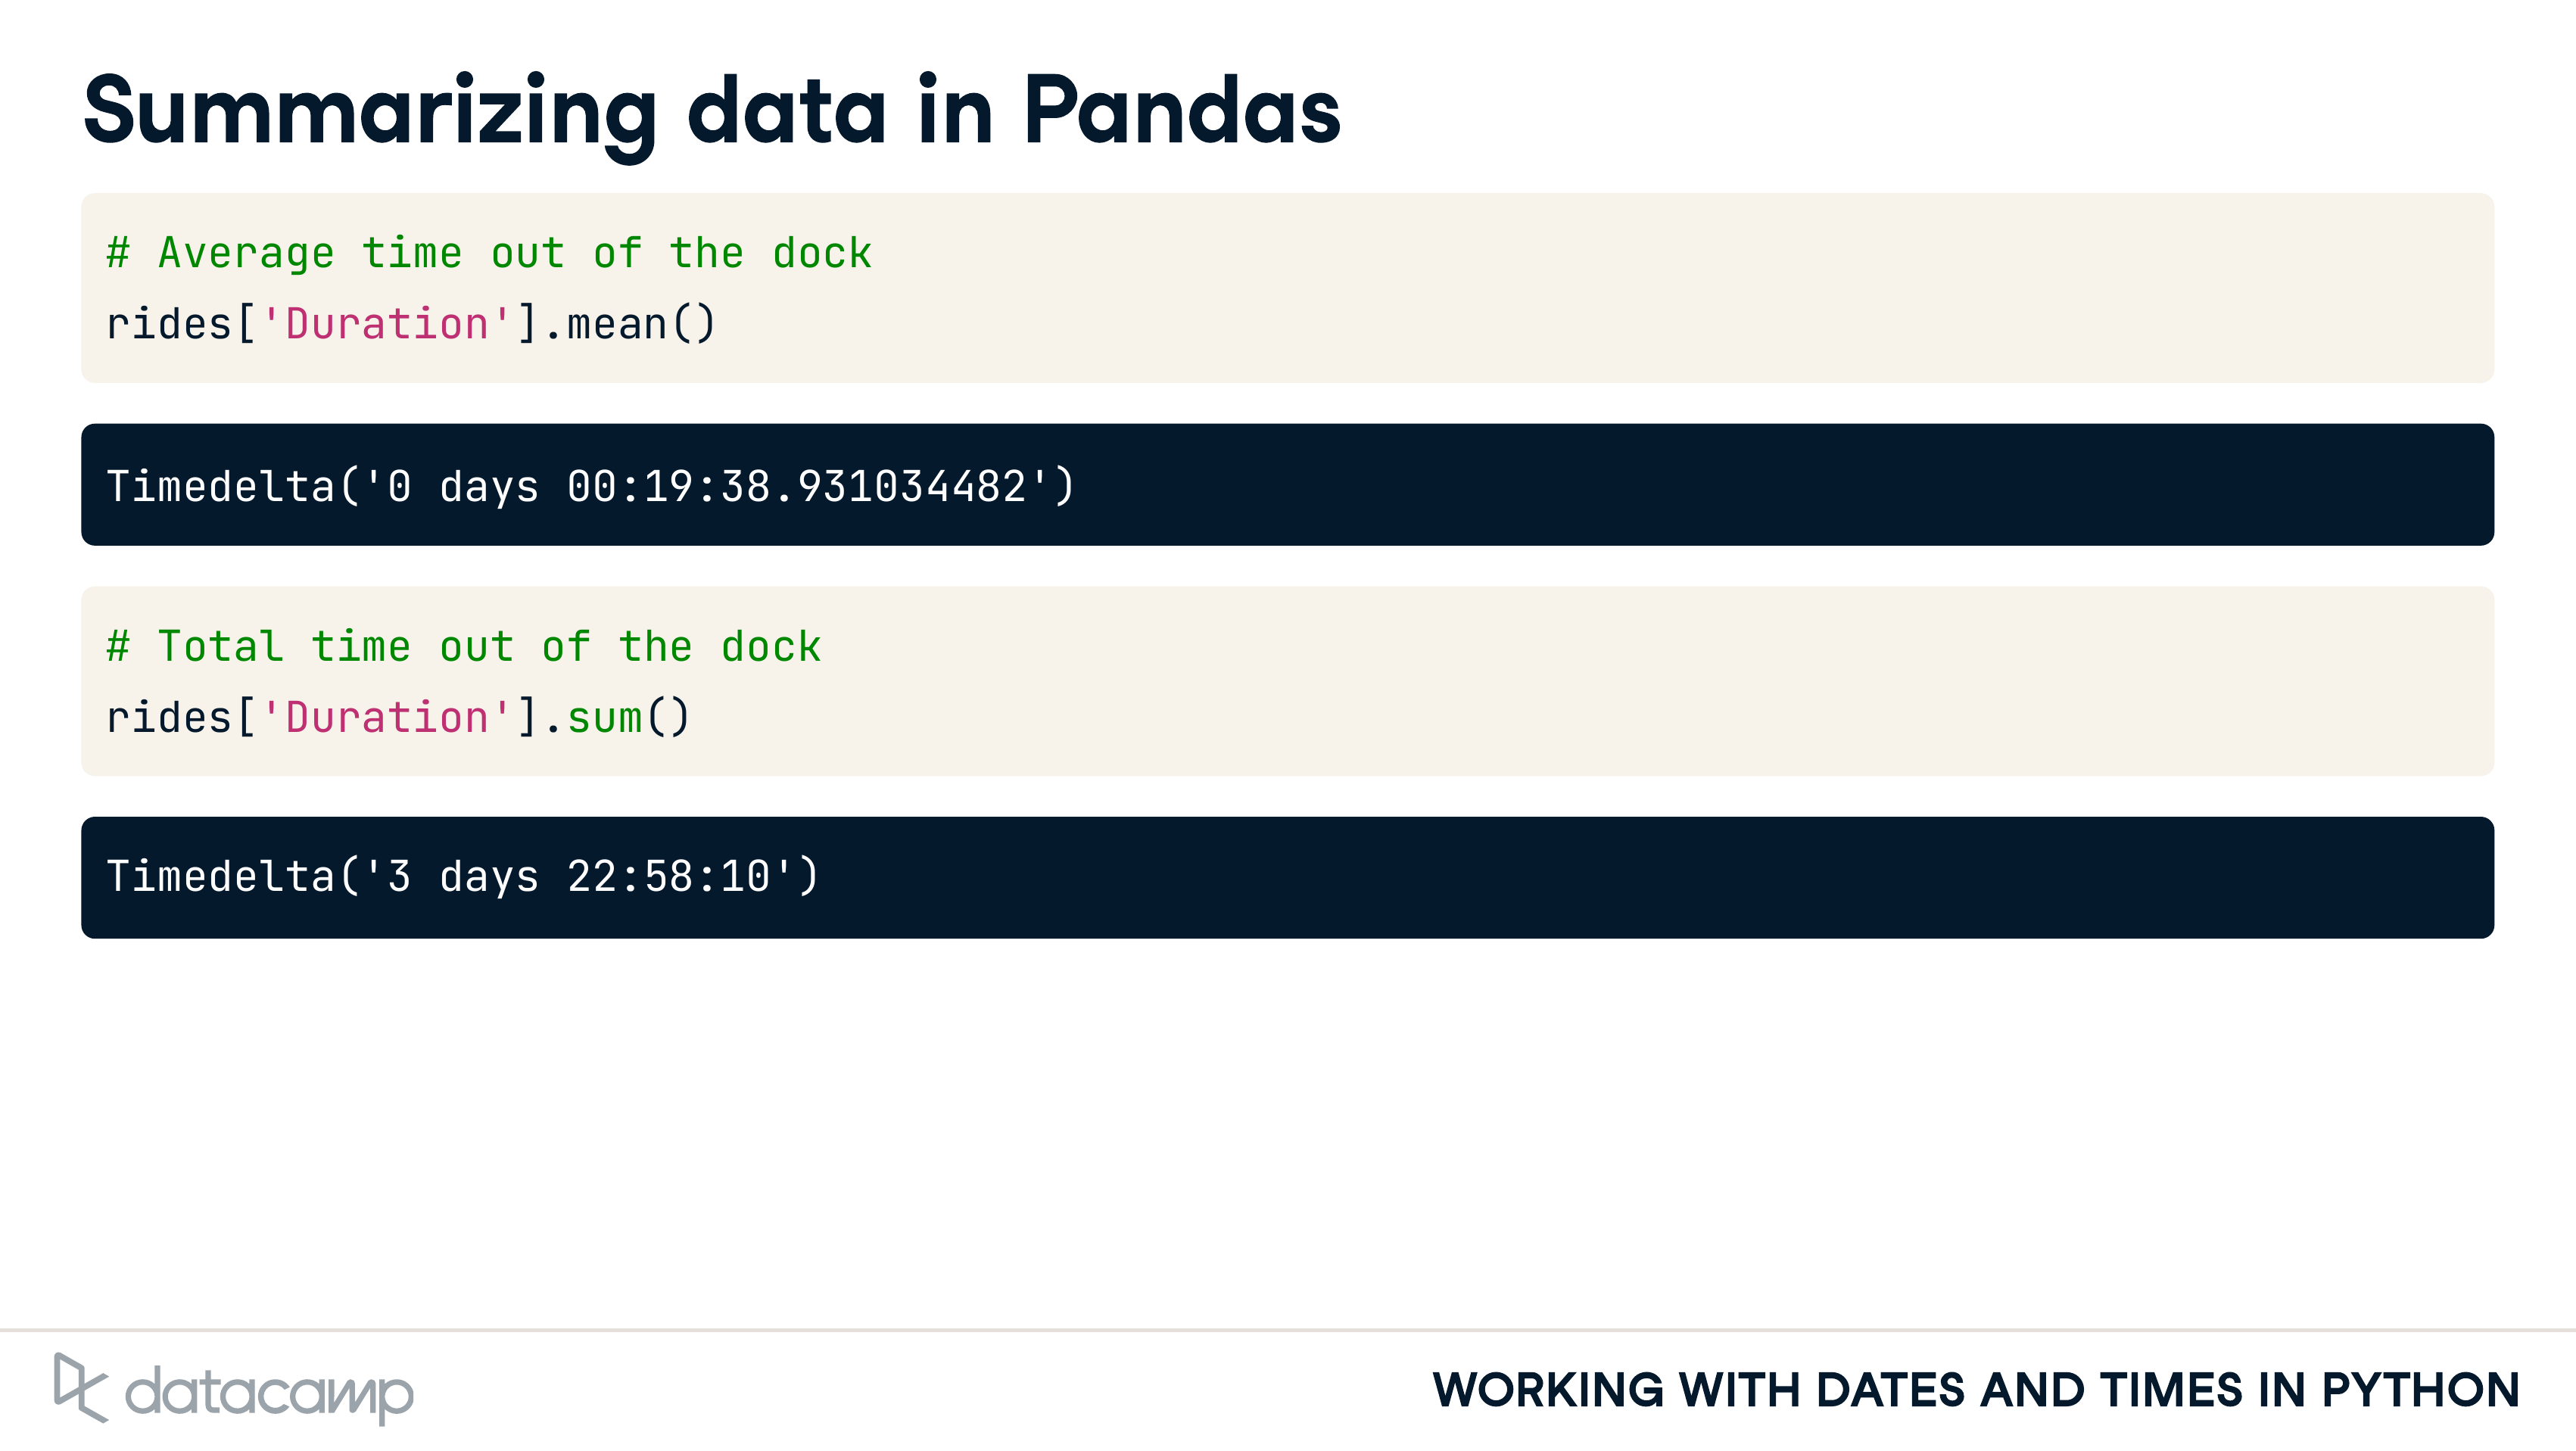 Summarizing data in Pandas
# Average time out of the dock
rides['Duration'].mean()
Timedelta('0 days 00:19:38.931034482')
# Total time out of the dock
rides['Duration'].sum()
Timedelta('3 days 22:58:10')
datacamp
WORKING WITH DATES AND TIMES IN PYTHON